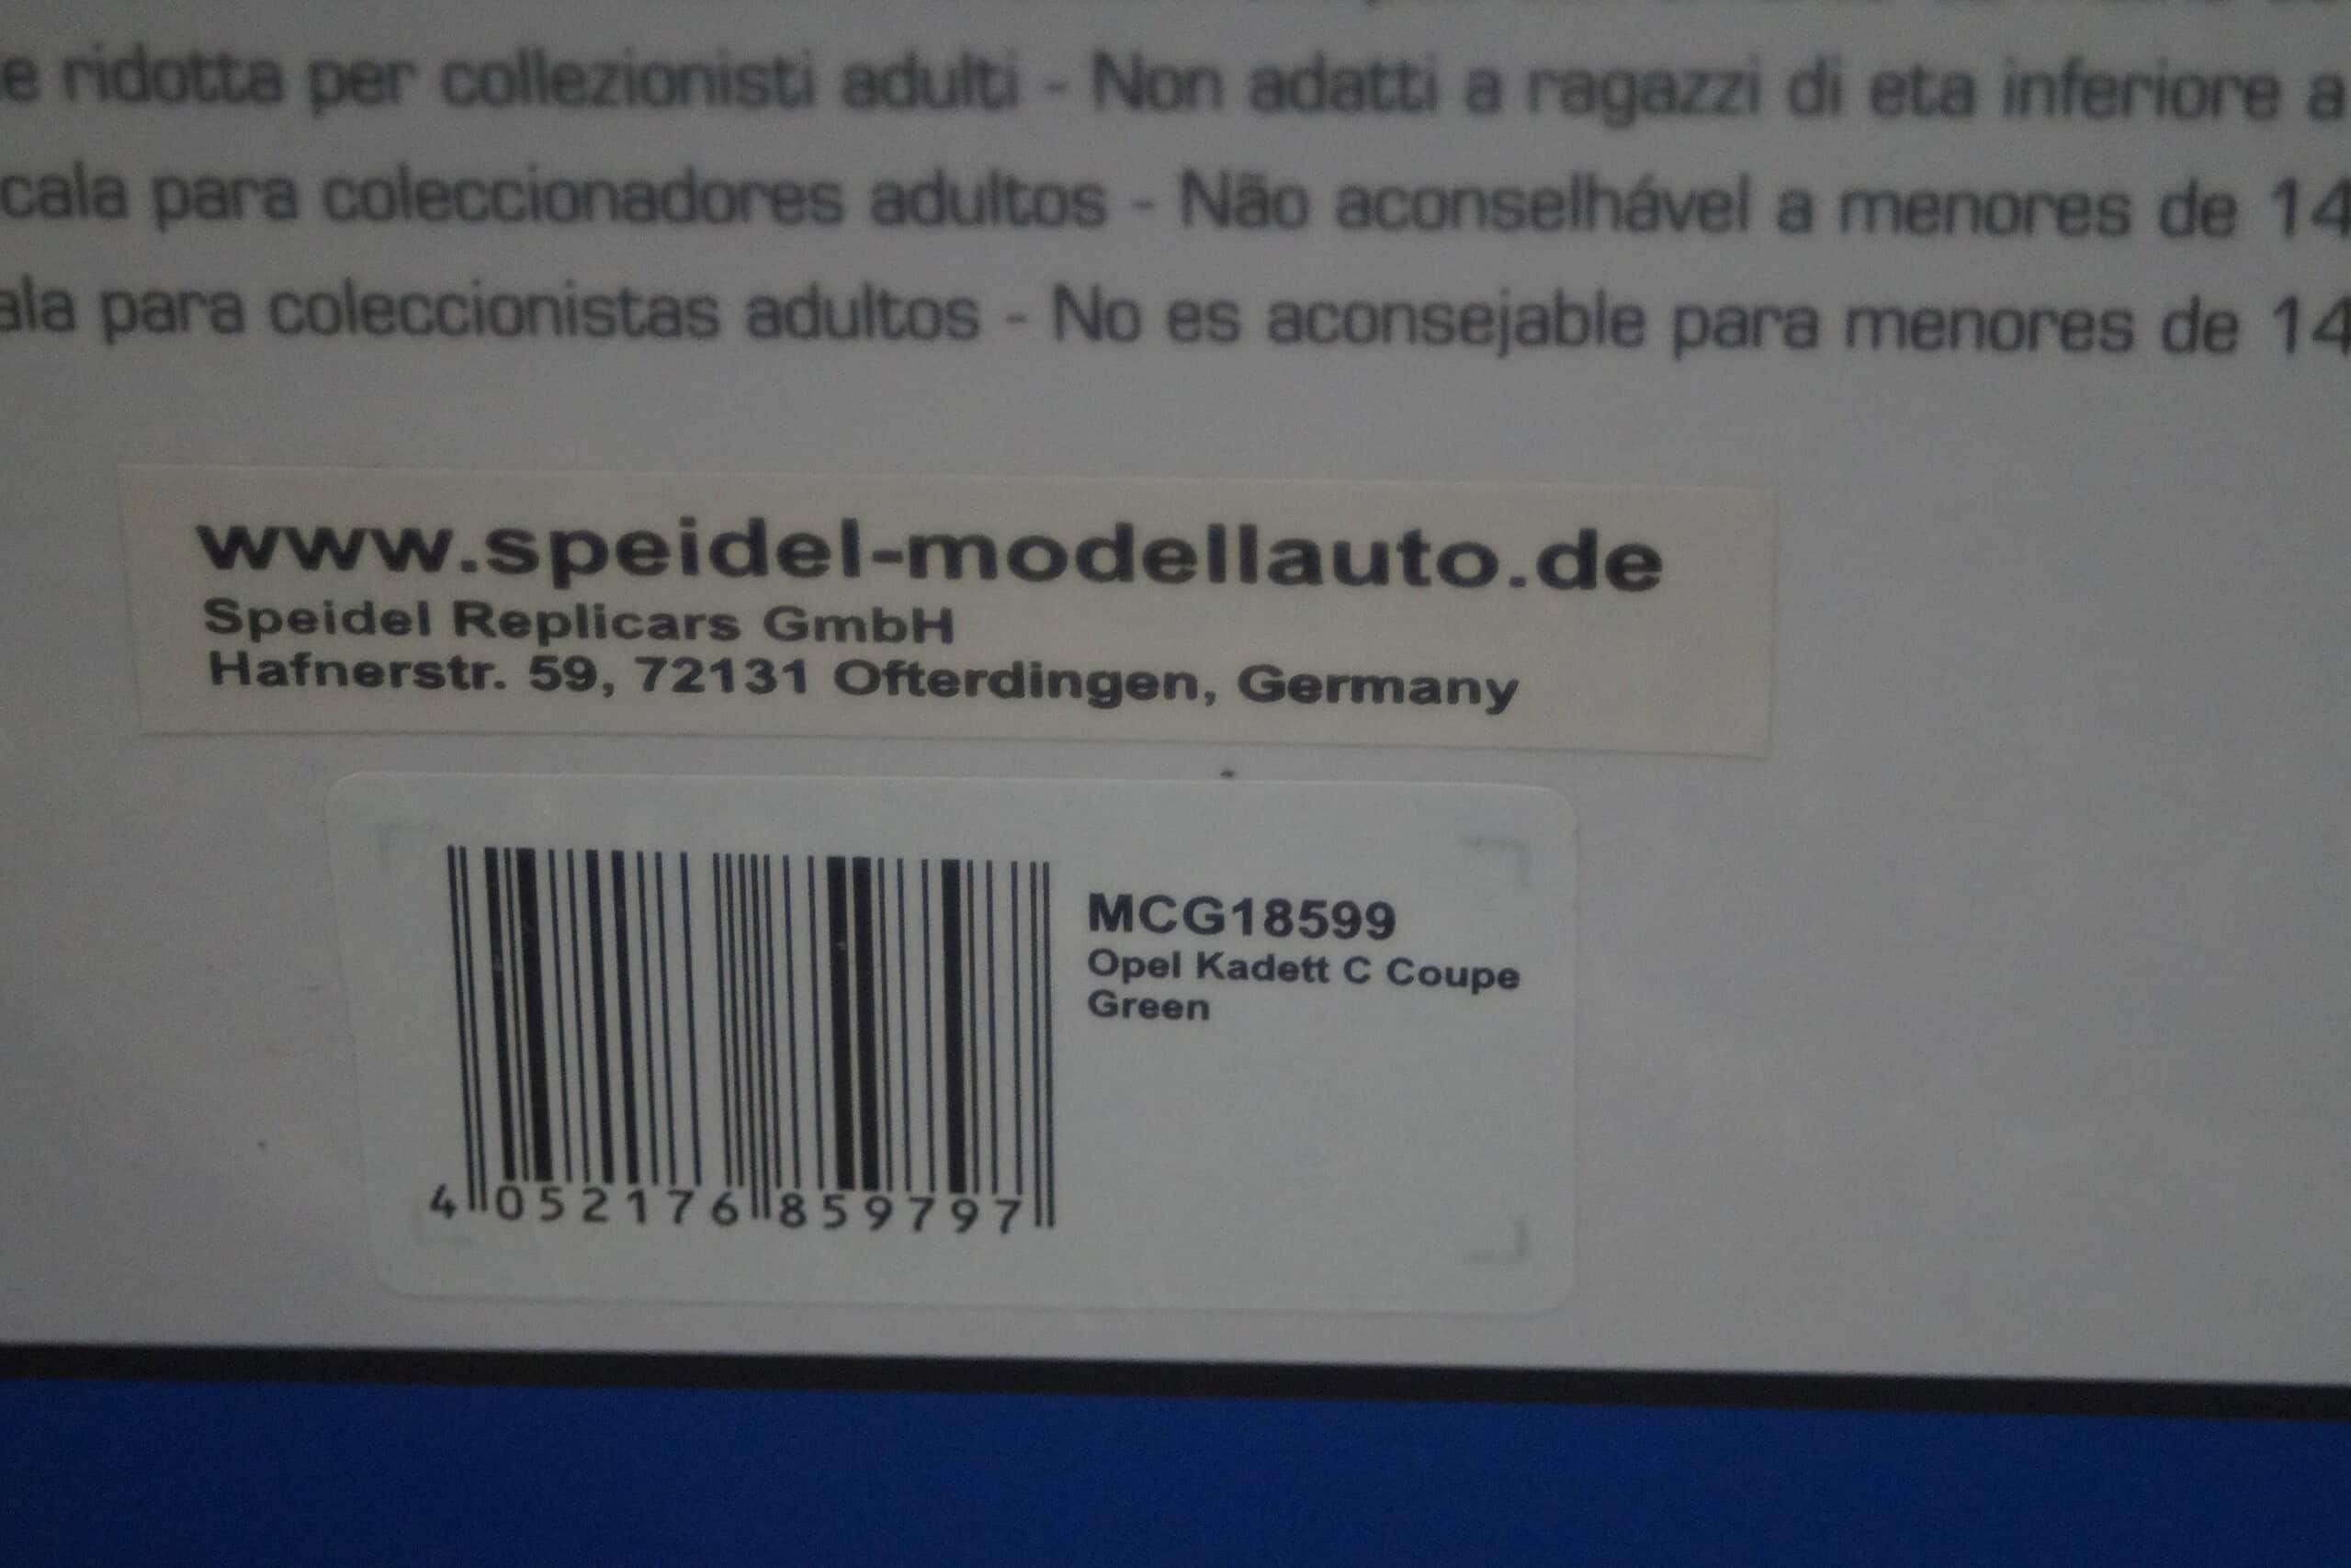 e ridotta per collezionisti adulti - Non adatti a ragazzi di eta inferiore a
cala para coleccionadores adultos - Não aconselhável a menores de 14
ala para coleccionistas adultos - No es aconsejable para menores de 14
www.speidel-modellauto.de
Speidel Replicars GmbH
Hafnerstr. 59, 72131 Ofterdingen, Germany
MCG18599
Opel Kadett C Coupe
Green
4 052176 859797